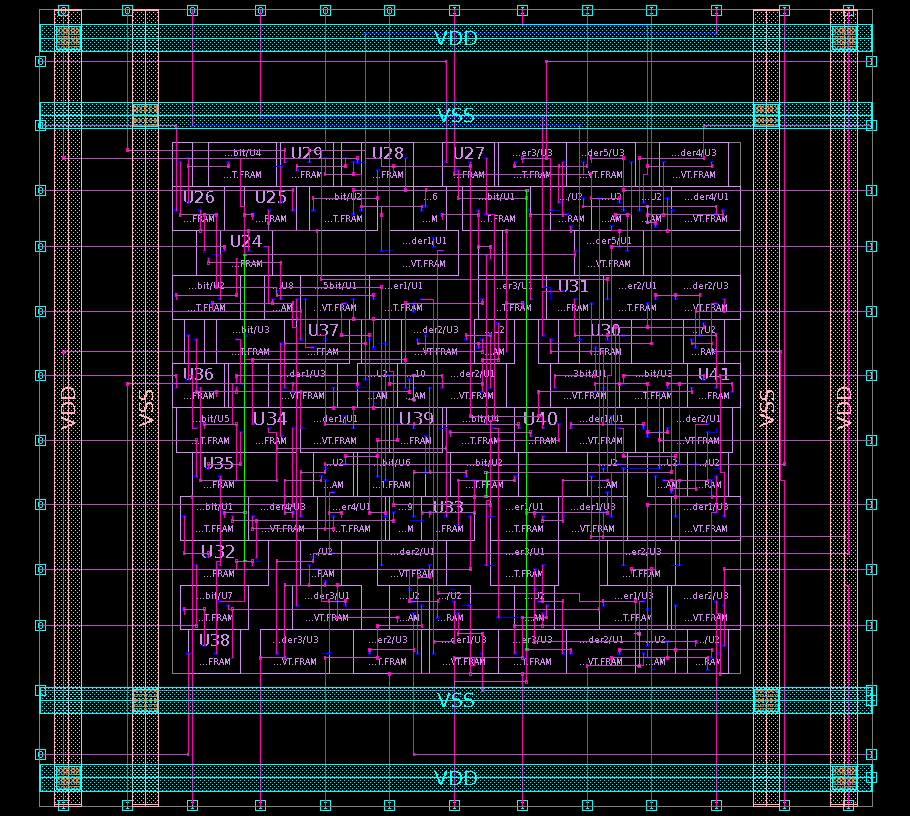 VDD
VSS
...bit/U4 U29 U28 U27 ...er3/U3 der5/U3 ...der4/U3
...T.FRAM ...FRAM ...FRAM ...T.FRAM VT.FRAM ...VT.FRAM
U26 U25 ...bit/U2 ...6 ...bit/U1 .../U2 ...U2 ...U2 ...der4/U1
...FRAM ...FRAM ...T.FRAM ...M ...T.FRAM ...RAM ...AM ...AM ...VT.FRAM
U24 ...der1/U1 ...der5/U1
...FRAM ...VT.FRAM ...VT.FRAM
...bit/U2 ...U8 ...5bit/U1 ...er1/U1 ...er3/U1 U31 ...er2/U1 ...der2/U3
...T.FRAM ...AM ...VT.FRAM ...T.FRAM ...T.FRAM ...T.FRAM ...VT.FRAM
...bit/U3 U37 ...der2/U3 ...2 U30 .../U2
...T.FRAM ...FRAM ...VT.FRAM ...AM ...FRAM ...RAM
U36 ...dar1/U3 ...U2 ...10 ...der2/U1 ...3bit/U1 ...bit/U3 U41
...FRAM ...VT.FRAM ...AM ...AM ...VT.FRAM ...VT.FRAM ...T.FRAM ...FRAM
VDD VSS VSS VDD
...bit/U5 U34 ...der1/U1 U39 ...bit/U4 U40 ...der1/U1 ...der2/U1
...T.FRAM ...FRAM ...VT.FRAM ...FRAM ...T.FRAM ...FRAM ...VT.FRAM ...VT.FRAM
U35 ...U2 ...bit/U6 ...bit/U2 ...U2 ...U2 .../U2
...FRAM ...AM ...T.FRAM ...T.FRAM ...AM ...AM ...RAM
...bit/U1 ...der4/U3 ...er4/U1 ...9 U33 ...er1/U1 ...der1/U3 ...der1/U3
...T.FRAM ...VT.FRAM ...T.FRAM ...M ...FRAM ...T.FRAM ...VT.FRAM ...VT.FRAM
U32 .../U2 ...der2/U1 ...er3/U1 ...er2/U3
...FRAM ...RAM ...VT.FRAM ...T.FRAM ...T.FRAM
...bit/U7 ...der3/U1 ...U2 .../U2 ...U2 ...er1/U3 ...der2/U3
...T.FRAM ...VT.FRAM ...AM ...RAM ...AM ...T.FRAM ...VT.FRAM
U38 ...der3/U3 ...er2/U3 ...der1/U3 ...er3/U3 ...der2/U1 ...U2 .../U2
...FRAM ...VT.FRAM ...T.FRAM ...VT.FRAM ...T.FRAM ...VT.FRAM ...AM ...RAM
VSS
VDD